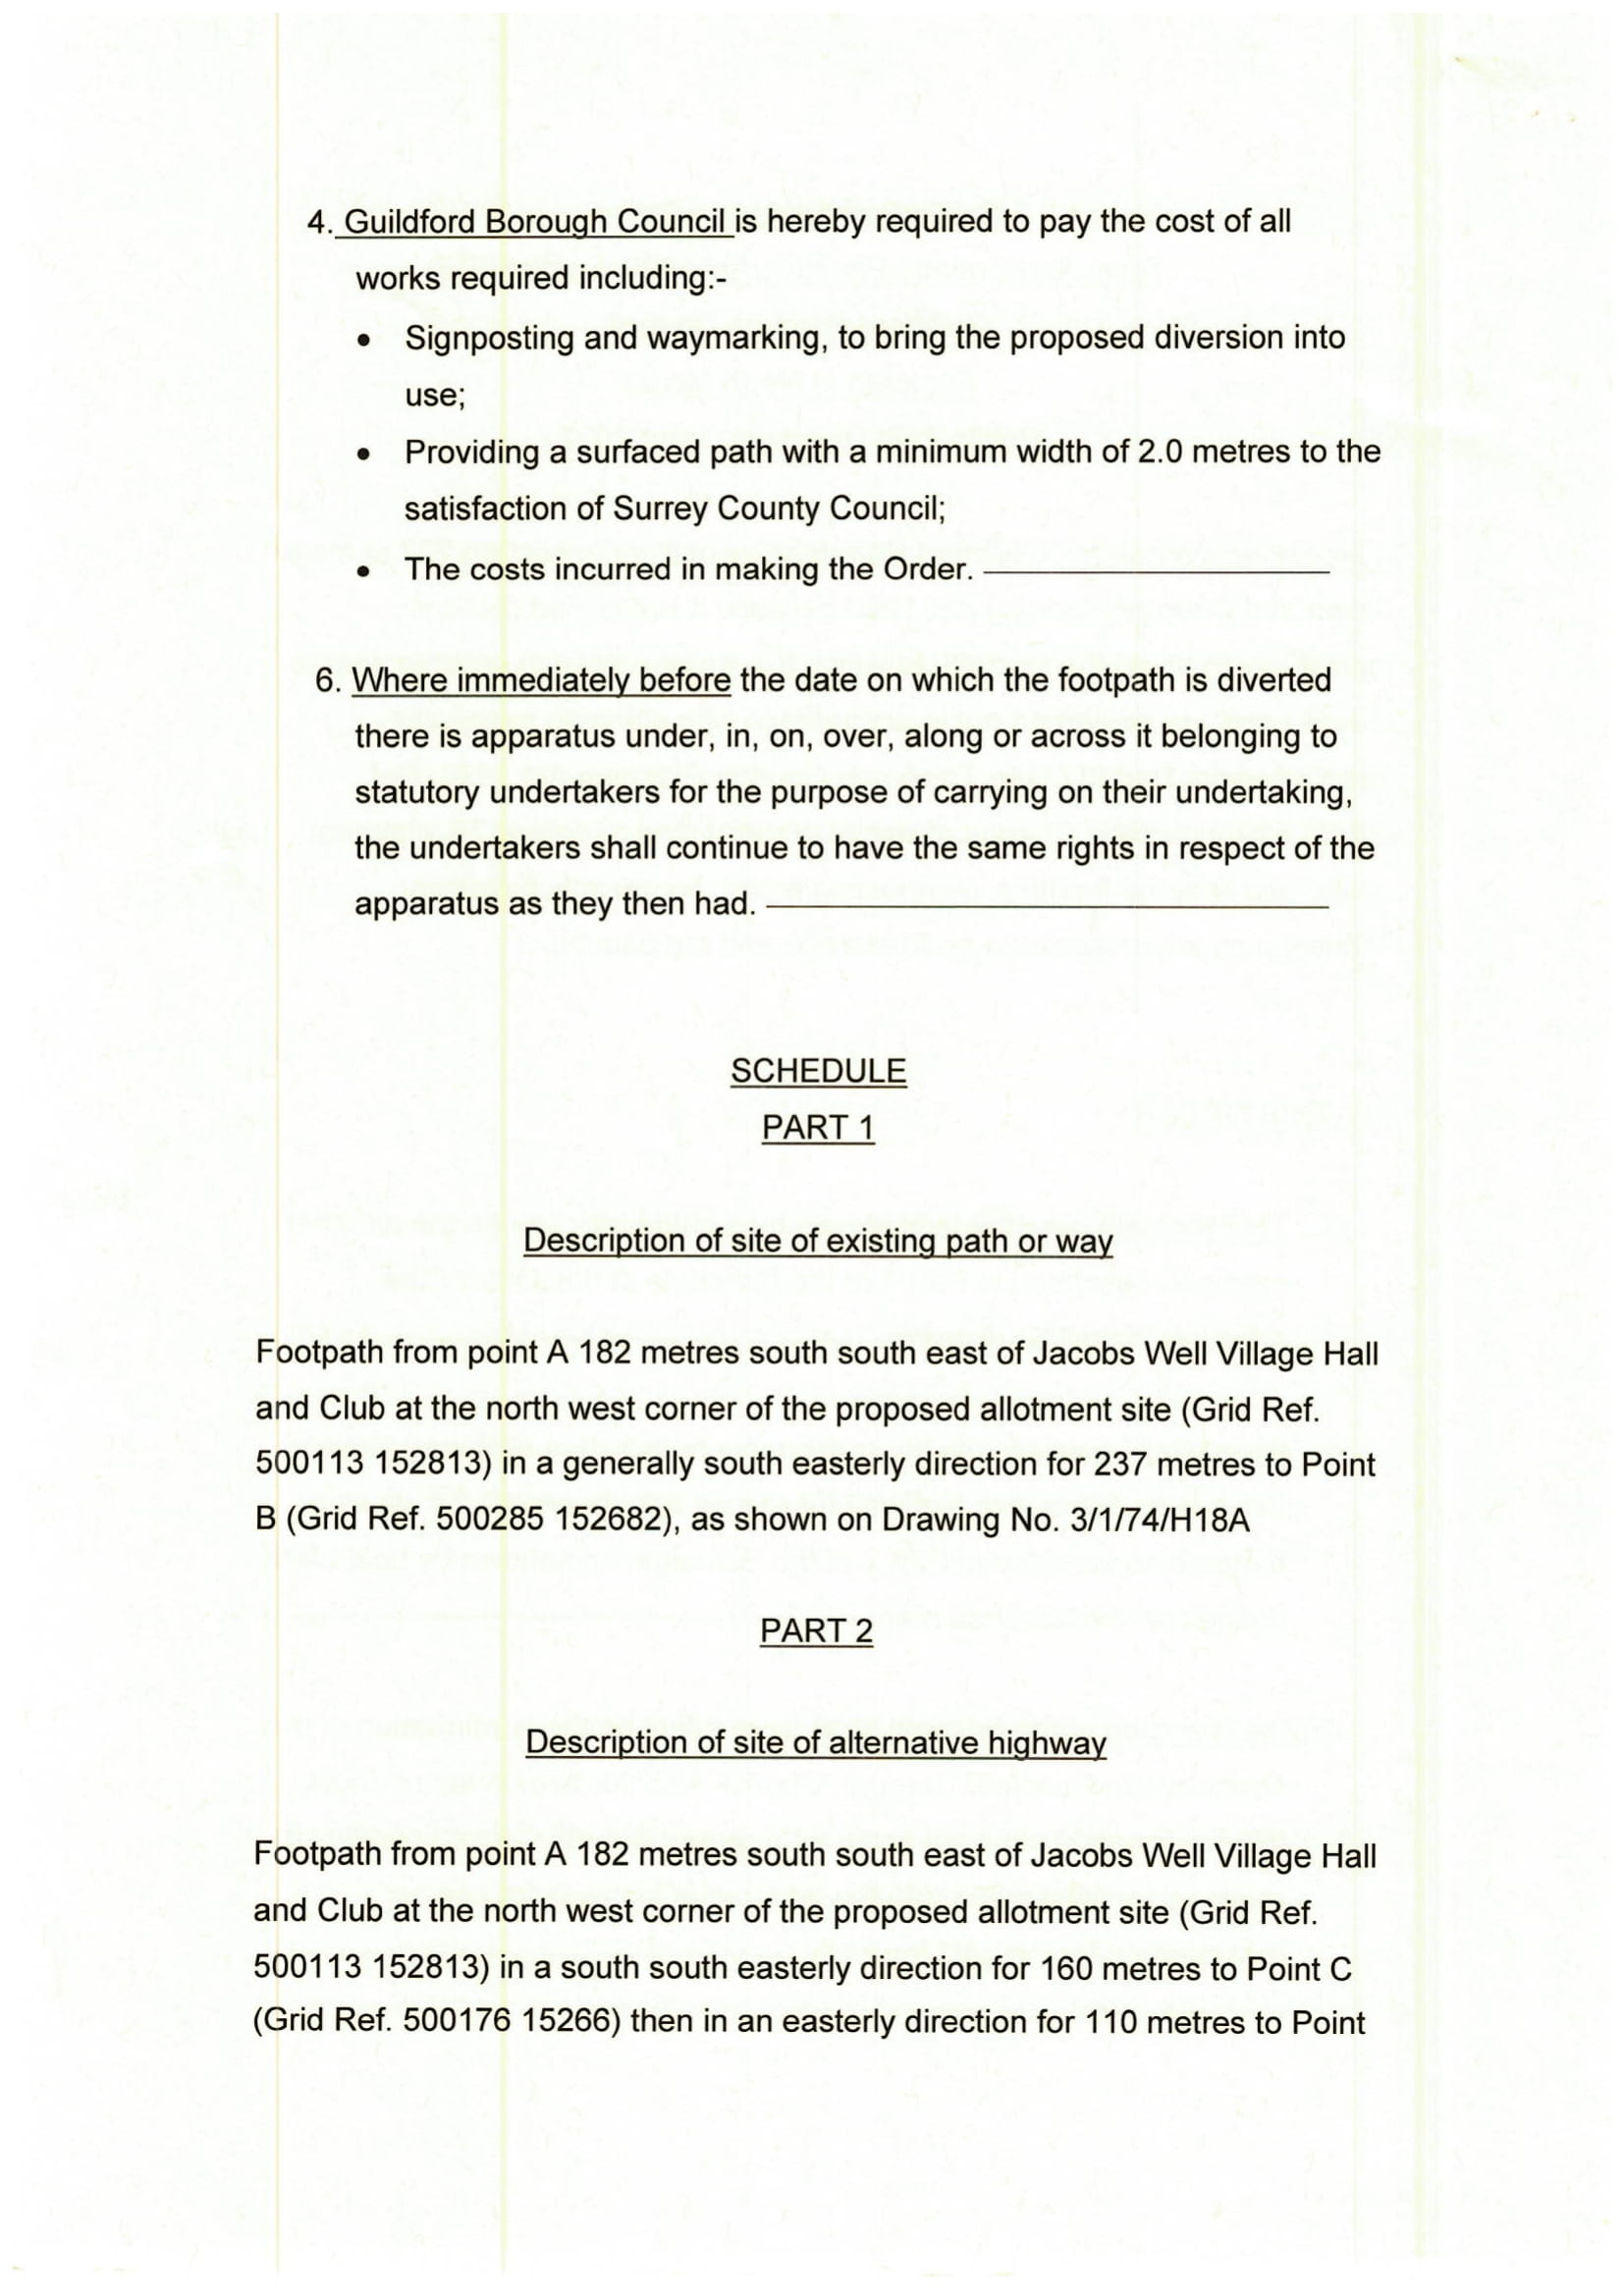 4. Guildford Borough Council is hereby required to pay the cost of all
works required including:-
• Signposting and waymarking, to bring the proposed diversion into
use;
• Providing a surfaced path with a minimum width of 2.0 metres to the
satisfaction of Surrey County Council;
• The costs incurred in making the Order.
6. Where immediately before the date on which the footpath is diverted
there is apparatus under, in, on, over, along or across it belonging to
statutory undertakers for the purpose of carrying on their undertaking,
the undertakers shall continue to have the same rights in respect of the
apparatus as they then had.
SCHEDULE
PART 1
Description of site of existing path or way
Footpath from point A 182 metres south south east of Jacobs Well Village Hall
and Club at the north west corner of the proposed allotment site (Grid Ref.
500113 152813) in a generally south easterly direction for 237 metres to Point
B (Grid Ref. 500285 152682), as shown on Drawing No. 3/1/74/H18A
PART 2
Description of site of alternative highway
Footpath from point A 182 metres south south east of Jacobs Well Village Hall
and Club at the north west corner of the proposed allotment site (Grid Ref.
500113 152813) in a south south easterly direction for 160 metres to Point C
(Grid Ref. 500176 15266) then in an easterly direction for 110 metres to Point